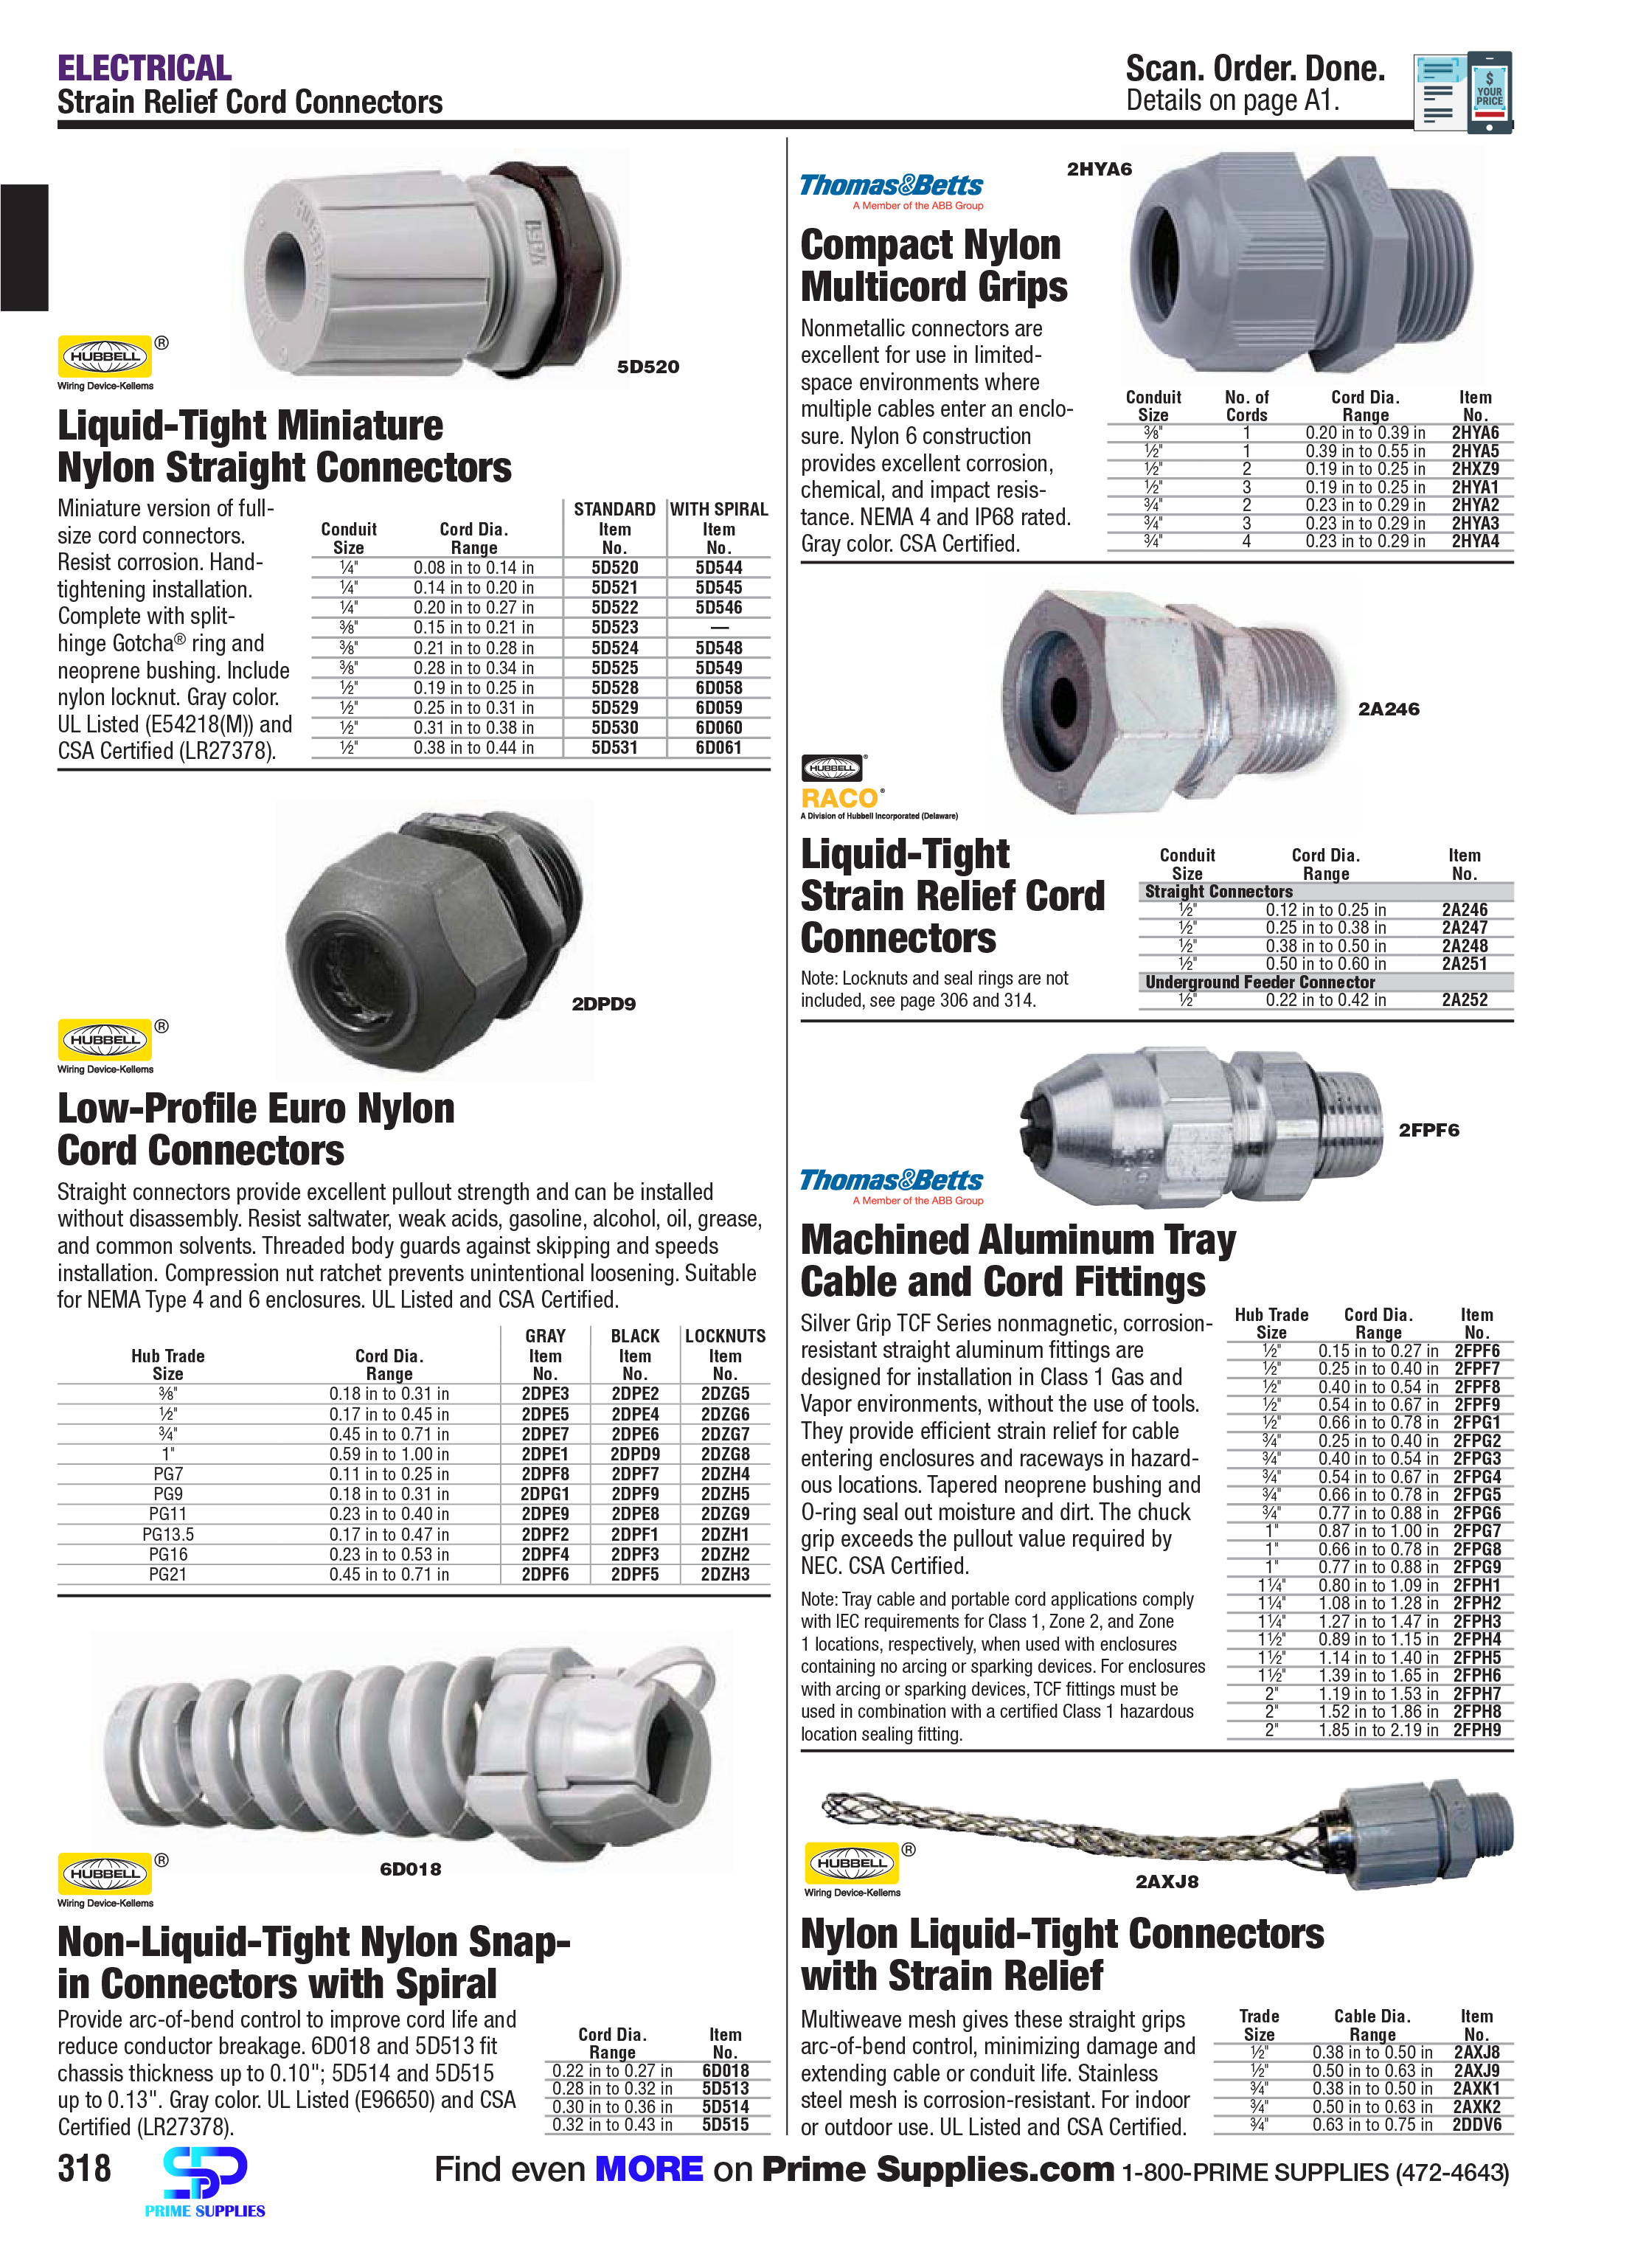 ELECTRICAL
Strain Relief Cord Connectors
Scan. Order. Done.
Details on page A1.
$
YOUR
PRICE
HUBBELL
®
Wiring Device-Kellems
5D520
Liquid-Tight Miniature
Nylon Straight Connectors
Miniature version of full-
size cord connectors.
Resist corrosion. Hand-
tightening installation.
Complete with split-
hinge Gotcha® ring and
neoprene bushing. Include
nylon locknut. Gray color.
UL Listed (E54218(M)) and
CSA Certified (LR27378).
STANDARD WITH SPIRAL
Conduit Cord Dia. Item Item
Size Range No. No.
¼" 0.08 in to 0.14 in 5D520 5D544
¼" 0.14 in to 0.20 in 5D521 5D545
¼" 0.20 in to 0.27 in 5D522 5D546
⅜" 0.15 in to 0.21 in 5D523 —
⅜" 0.21 in to 0.28 in 5D524 5D548
⅜" 0.28 in to 0.34 in 5D525 5D549
½" 0.19 in to 0.25 in 5D528 6D058
½" 0.25 in to 0.31 in 5D529 6D059
½" 0.31 in to 0.38 in 5D530 6D060
½" 0.38 in to 0.44 in 5D531 6D061
2DPD9
HUBBELL
®
Wiring Device-Kellems
Low-Profile Euro Nylon
Cord Connectors
Straight connectors provide excellent pullout strength and can be installed
without disassembly. Resist saltwater, weak acids, gasoline, alcohol, oil, grease,
and common solvents. Threaded body guards against skipping and speeds
installation. Compression nut ratchet prevents unintentional loosening. Suitable
for NEMA Type 4 and 6 enclosures. UL Listed and CSA Certified.
GRAY BLACK LOCKNUTS
Hub Trade Cord Dia. Item Item Item
Size Range No. No. No.
⅜" 0.18 in to 0.31 in 2DPE3 2DPE2 2DZG5
½" 0.17 in to 0.45 in 2DPE5 2DPE4 2DZG6
¾" 0.45 in to 0.71 in 2DPE7 2DPE6 2DZG7
1" 0.59 in to 1.00 in 2DPE1 2DPD9 2DZG8
PG7 0.11 in to 0.25 in 2DPF8 2DPF7 2DZH4
PG9 0.18 in to 0.31 in 2DPG1 2DPF9 2DZH5
PG11 0.23 in to 0.40 in 2DPE9 2DPE8 2DZG9
PG13.5 0.17 in to 0.47 in 2DPF2 2DPF1 2DZH1
PG16 0.23 in to 0.53 in 2DPF4 2DPF3 2DZH2
PG21 0.45 in to 0.71 in 2DPF6 2DPF5 2DZH3
6D018
HUBBELL
®
Wiring Device-Kellems
Non-Liquid-Tight Nylon Snap-
in Connectors with Spiral
Provide arc-of-bend control to improve cord life and
reduce conductor breakage. 6D018 and 5D513 fit
chassis thickness up to 0.10"; 5D514 and 5D515
up to 0.13". Gray color. UL Listed (E96650) and CSA
Certified (LR27378).
Cord Dia. Item
Range No.
0.22 in to 0.27 in 6D018
0.28 in to 0.32 in 5D513
0.30 in to 0.36 in 5D514
0.32 in to 0.43 in 5D515
Thomas&Betts
A Member of the ABB Group
2HYA6
Compact Nylon
Multicord Grips
Nonmetallic connectors are
excellent for use in limited-
space environments where
multiple cables enter an enclo-
sure. Nylon 6 construction
provides excellent corrosion,
chemical, and impact resis-
tance. NEMA 4 and IP68 rated.
Gray color. CSA Certified.
Conduit No. of Cord Dia. Item
Size Cords Range No.
⅜" 1 0.20 in to 0.39 in 2HYA6
½" 1 0.39 in to 0.55 in 2HYA5
½" 2 0.19 in to 0.25 in 2HXZ9
½" 3 0.19 in to 0.25 in 2HYA1
¾" 2 0.23 in to 0.29 in 2HYA2
¾" 3 0.23 in to 0.29 in 2HYA3
¾" 4 0.23 in to 0.29 in 2HYA4
2A246
HUBBELL
®
RACO®
A Division of Hubbell Incorporated (Delaware)
Liquid-Tight
Strain Relief Cord
Connectors
Note: Locknuts and seal rings are not
included, see page 306 and 314.
Conduit Cord Dia. Item
Size Range No.
Straight Connectors
½" 0.12 in to 0.25 in 2A246
½" 0.25 in to 0.38 in 2A247
½" 0.38 in to 0.50 in 2A248
½" 0.50 in to 0.60 in 2A251
Underground Feeder Connector
½" 0.22 in to 0.42 in 2A252
2FPF6
Thomas&Betts
A Member of the ABB Group
Machined Aluminum Tray
Cable and Cord Fittings
Silver Grip TCF Series nonmagnetic, corrosion-
resistant straight aluminum fittings are
designed for installation in Class 1 Gas and
Vapor environments, without the use of tools.
They provide efficient strain relief for cable
entering enclosures and raceways in hazard-
ous locations. Tapered neoprene bushing and
O-ring seal out moisture and dirt. The chuck
grip exceeds the pullout value required by
NEC. CSA Certified.
Note: Tray cable and portable cord applications comply
with IEC requirements for Class 1, Zone 2, and Zone
1 locations, respectively, when used with enclosures
containing no arcing or sparking devices. For enclosures
with arcing or sparking devices, TCF fittings must be
used in combination with a certified Class 1 hazardous
location sealing fitting.
Hub Trade Cord Dia. Item
Size Range No.
½" 0.15 in to 0.27 in 2FPF6
½" 0.25 in to 0.40 in 2FPF7
½" 0.40 in to 0.54 in 2FPF8
½" 0.54 in to 0.67 in 2FPF9
½" 0.66 in to 0.78 in 2FPG1
¾" 0.25 in to 0.40 in 2FPG2
¾" 0.40 in to 0.54 in 2FPG3
¾" 0.54 in to 0.67 in 2FPG4
¾" 0.66 in to 0.78 in 2FPG5
¾" 0.77 in to 0.88 in 2FPG6
1" 0.87 in to 1.00 in 2FPG7
1" 0.66 in to 0.78 in 2FPG8
1" 0.77 in to 0.88 in 2FPG9
1¼" 0.80 in to 1.09 in 2FPH1
1¼" 1.08 in to 1.28 in 2FPH2
1¼" 1.27 in to 1.47 in 2FPH3
1½" 0.89 in to 1.15 in 2FPH4
1½" 1.14 in to 1.40 in 2FPH5
1½" 1.39 in to 1.65 in 2FPH6
2" 1.19 in to 1.53 in 2FPH7
2" 1.52 in to 1.86 in 2FPH8
2" 1.85 in to 2.19 in 2FPH9
HUBBELL
®
Wiring Device-Kellems
2AXJ8
Nylon Liquid-Tight Connectors
with Strain Relief
Multiweave mesh gives these straight grips
arc-of-bend control, minimizing damage and
extending cable or conduit life. Stainless
steel mesh is corrosion-resistant. For indoor
or outdoor use. UL Listed and CSA Certified.
Trade Cable Dia. Item
Size Range No.
½" 0.38 in to 0.50 in 2AXJ8
½" 0.50 in to 0.63 in 2AXJ9
¾" 0.38 in to 0.50 in 2AXK1
¾" 0.50 in to 0.63 in 2AXK2
¾" 0.63 in to 0.75 in 2DDV6
318
PRIME SUPPLIES
Find even MORE on Prime Supplies.com 1-800-PRIME SUPPLIES (472-4643)